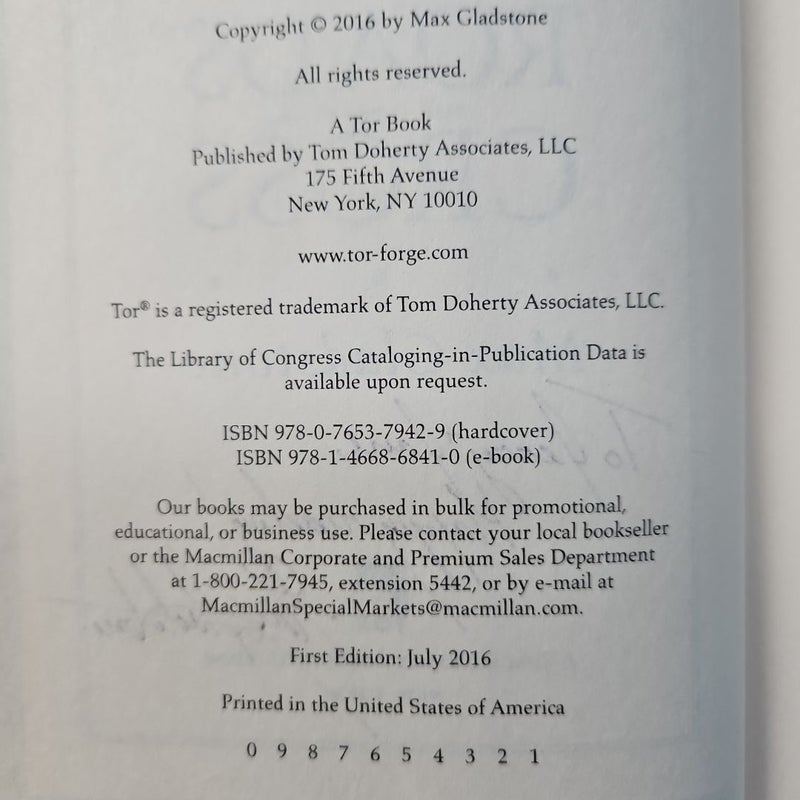 Copyright © 2016 by Max Gladstone
All rights reserved.
A Tor Book
Published by Tom Doherty Associates, LLC
175 Fifth Avenue
New York, NY 10010
www.tor-forge.com
Tor® is a registered trademark of Tom Doherty Associates, LLC.
The Library of Congress Cataloging-in-Publication Data is
available upon request.
ISBN 978-0-7653-7942-9 (hardcover)
ISBN 978-1-4668-6841-0 (e-book)
Our books may be purchased in bulk for promotional,
educational, or business use. Please contact your local bookseller
or the Macmillan Corporate and Premium Sales Department
at 1-800-221-7945, extension 5442, or by e-mail at
MacmillanSpecialMarkets@macmillan.com.
First Edition: July 2016
Printed in the United States of America
0 9 8 7 6 5 4 3 2 1